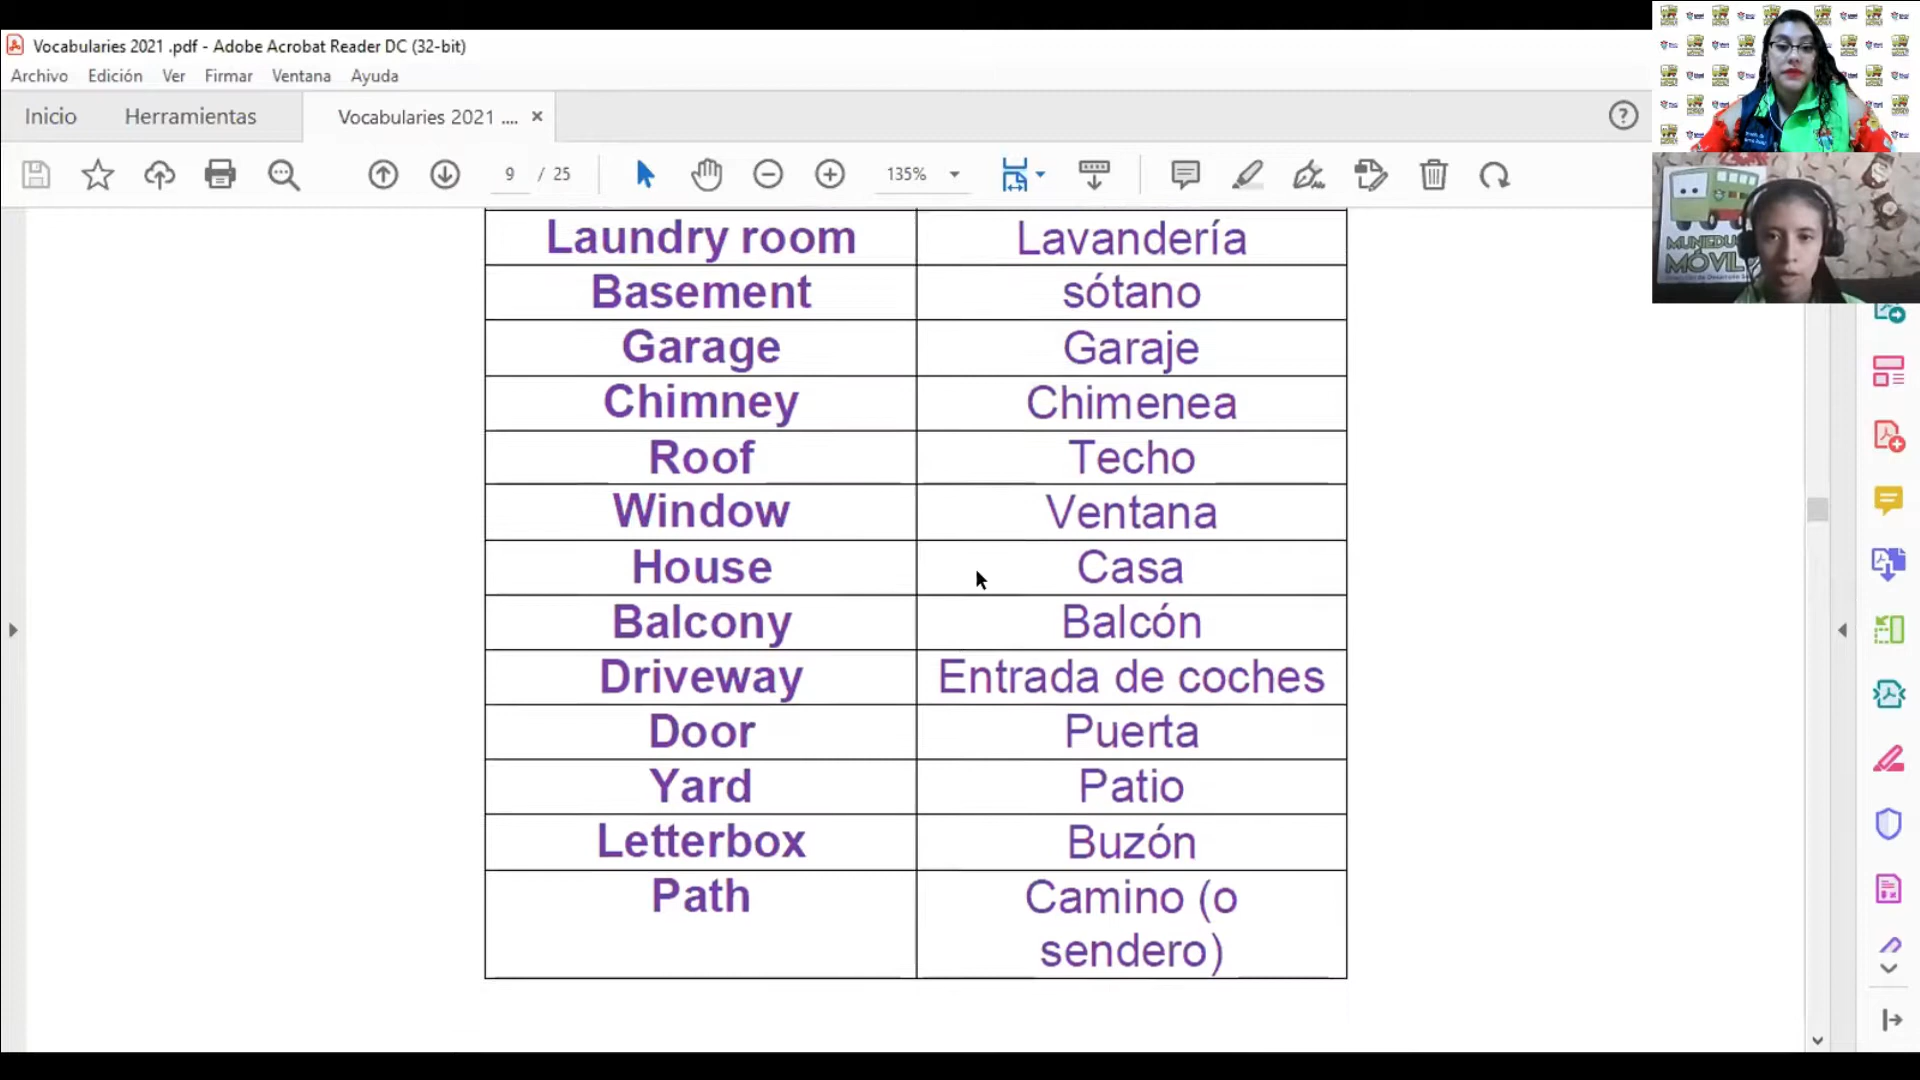 Vocabularies 2021 .pdf - Adobe Acrobat Reader DC (32-bit)
Archivo Edición Ver Firmar Ventana Ayuda
Inicio Herramientas Vocabularies 2021 .... ×
9 / 25 135%
Laundry room Lavandería
Basement sótano
Garage Garaje
Chimney Chimenea
Roof Techo
Window Ventana
House Casa
Balcony Balcón
Driveway Entrada de coches
Door Puerta
Yard Patio
Letterbox Buzón
Path Camino (o
sendero)
MÓVIL